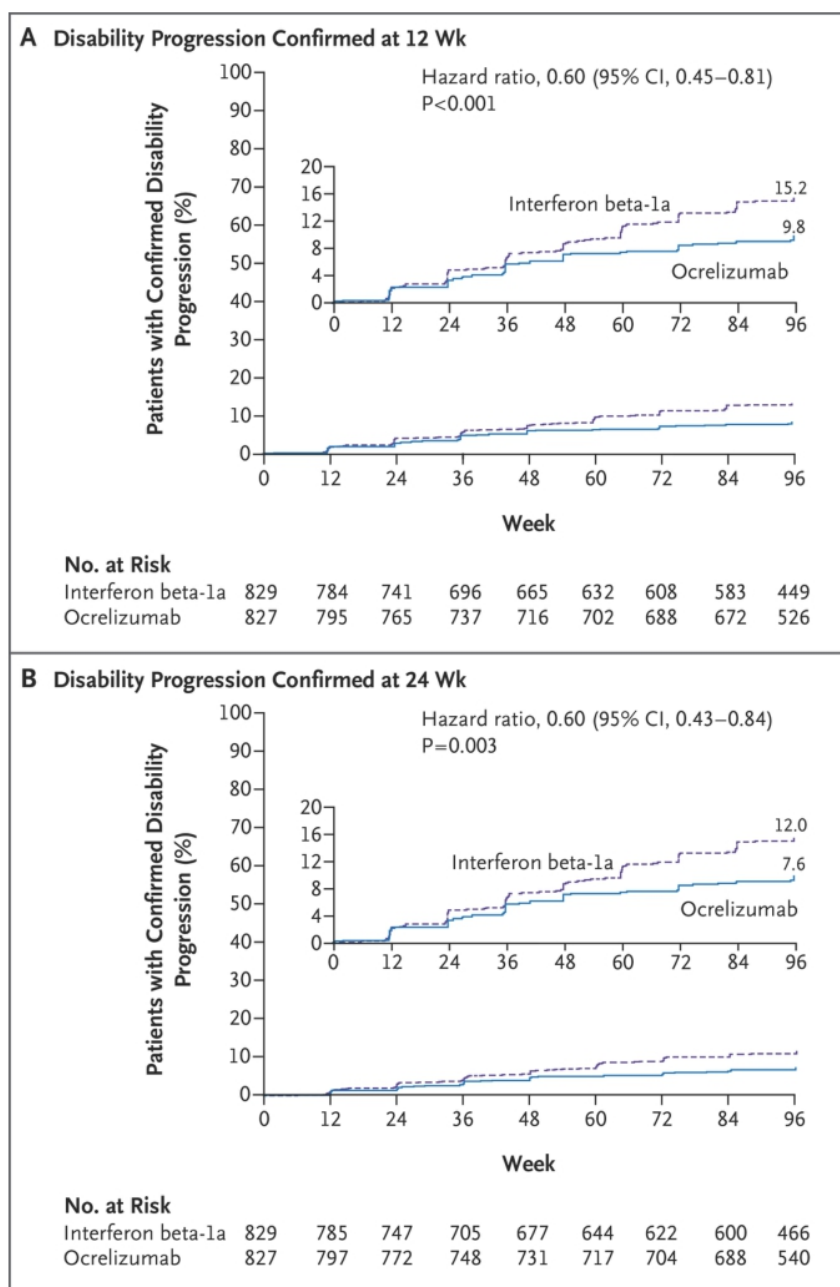 A Disability Progression Confirmed at 12 Wk
Patients with Confirmed Disability
Progression (%)
100
90
80
70
60
50
40
30
20
10
0
Hazard ratio, 0.60 (95% CI, 0.45–0.81)
P<0.001
20
16
12
8
4
0
Interferon beta-1a
15.2
9.8
Ocrelizumab
0 12 24 36 48 60 72 84 96
0 12 24 36 48 60 72 84 96
Week
No. at Risk
Interferon beta-1a 829 784 741 696 665 632 608 583 449
Ocrelizumab 827 795 765 737 716 702 688 672 526
B Disability Progression Confirmed at 24 Wk
Patients with Confirmed Disability
Progression (%)
100
90
80
70
60
50
40
30
20
10
0
Hazard ratio, 0.60 (95% CI, 0.43–0.84)
P=0.003
20
16
12
8
4
0
Interferon beta-1a
12.0
7.6
Ocrelizumab
0 12 24 36 48 60 72 84 96
0 12 24 36 48 60 72 84 96
Week
No. at Risk
Interferon beta-1a 829 785 747 705 677 644 622 600 466
Ocrelizumab 827 797 772 748 731 717 704 688 540